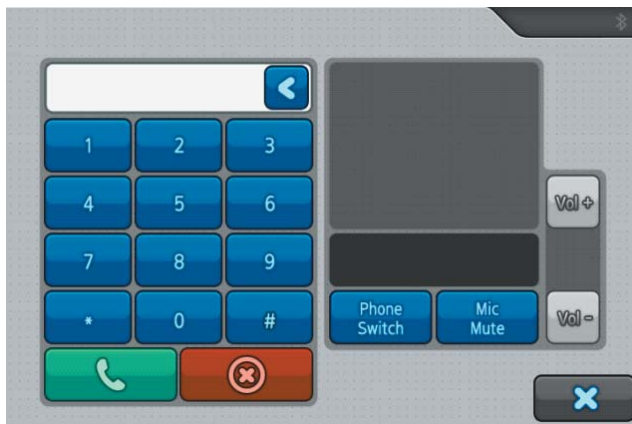 1 2 3
4 5 6
7 8 9
* 0 #
Vol +
Phone
Switch
Mic
Mute
Vol -